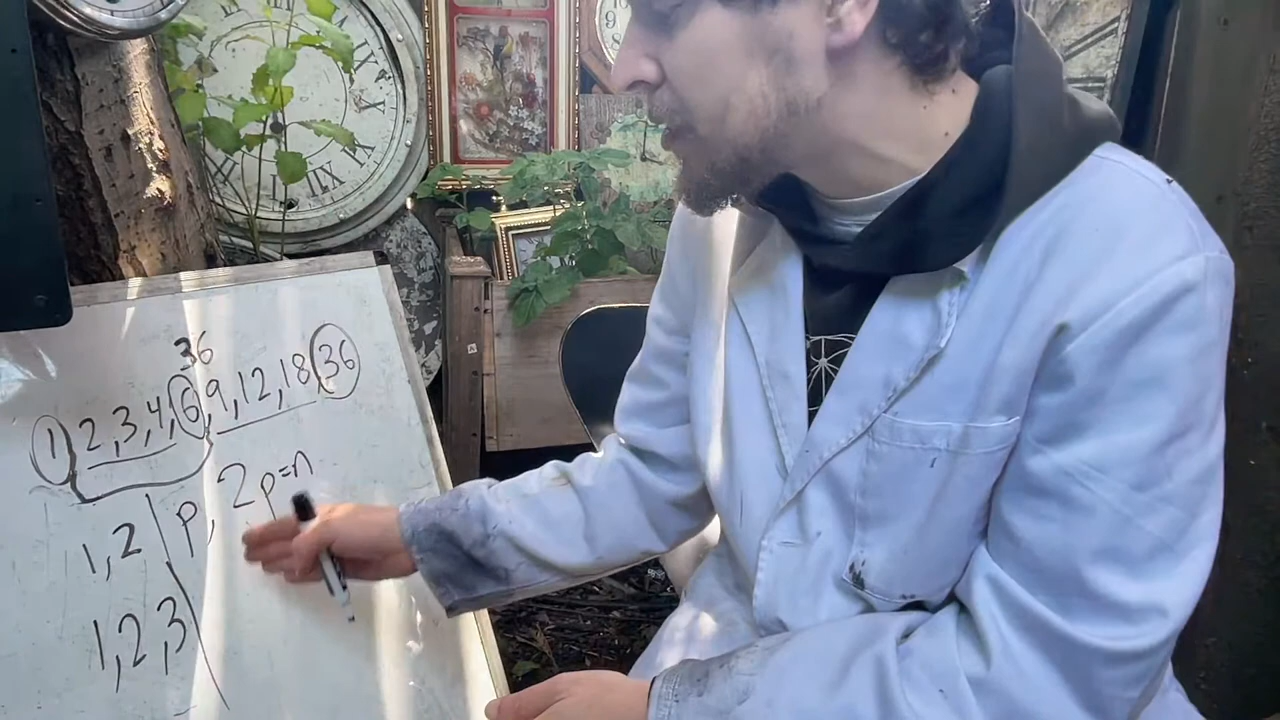 36
1 2,3,4,6,9,12,18,36
1,2 | p, 2p=n
1,2,3